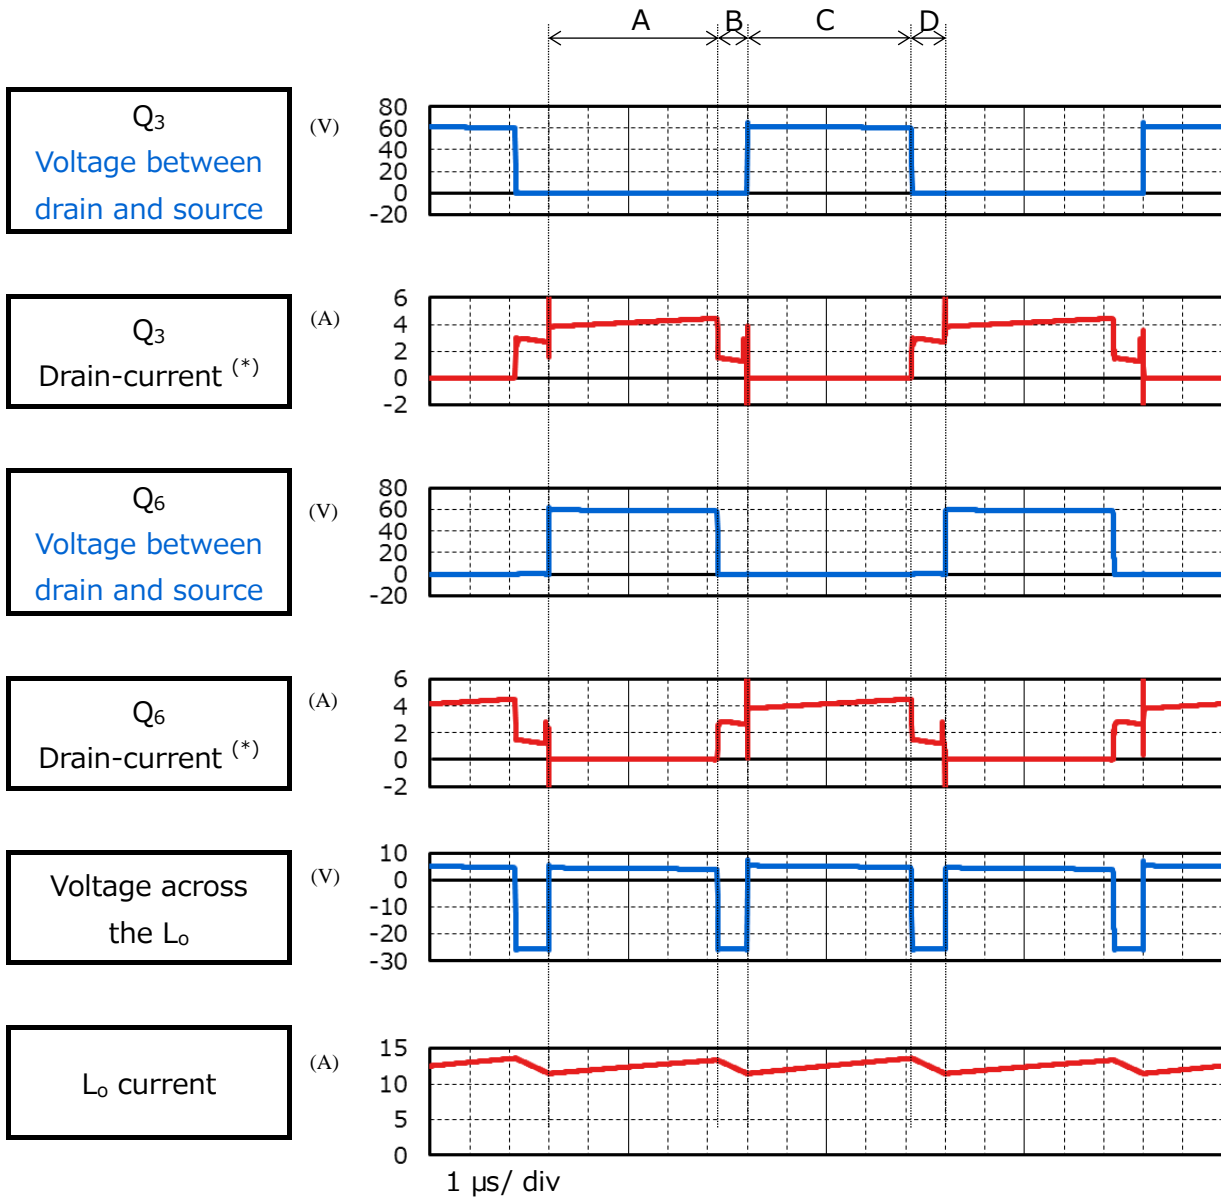 A B C D
Q3
Voltage between
drain and source
(V)
80
60
40
20
0
-20
Q3
Drain-current (*)
(A)
6
4
2
0
-2
Q6
Voltage between
drain and source
(V)
80
60
40
20
0
-20
Q6
Drain-current (*)
(A)
6
4
2
0
-2
Voltage across
the Lo
(V)
10
0
-10
-20
-30
Lo current
(A)
15
10
5
0
1 μs/ div